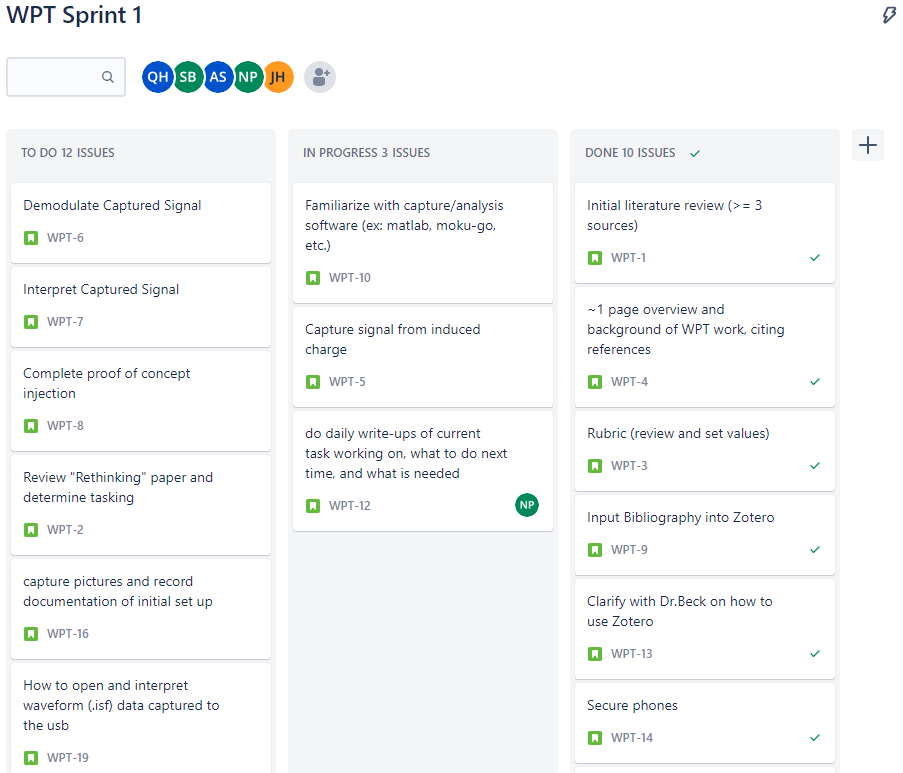 WPT Sprint 1
QH SB AS NP JH
TO DO 12 ISSUES
Demodulate Captured Signal
WPT-6
Interpret Captured Signal
WPT-7
Complete proof of concept
injection
WPT-8
Review "Rethinking" paper and
determine tasking
WPT-2
capture pictures and record
documentation of initial set up
WPT-16
How to open and interpret
waveform (.isf) data captured to
the usb
WPT-19
IN PROGRESS 3 ISSUES
Familiarize with capture/analysis
software (ex: matlab, moku-go,
etc.)
WPT-10
Capture signal from induced
charge
WPT-5
do daily write-ups of current
task working on, what to do next
time, and what is needed
WPT-12
NP
DONE 10 ISSUES
Initial literature review (>= 3
sources)
WPT-1
~1 page overview and
background of WPT work, citing
references
WPT-4
Rubric (review and set values)
WPT-3
Input Bibliography into Zotero
WPT-9
Clarify with Dr.Beck on how to
use Zotero
WPT-13
Secure phones
WPT-14